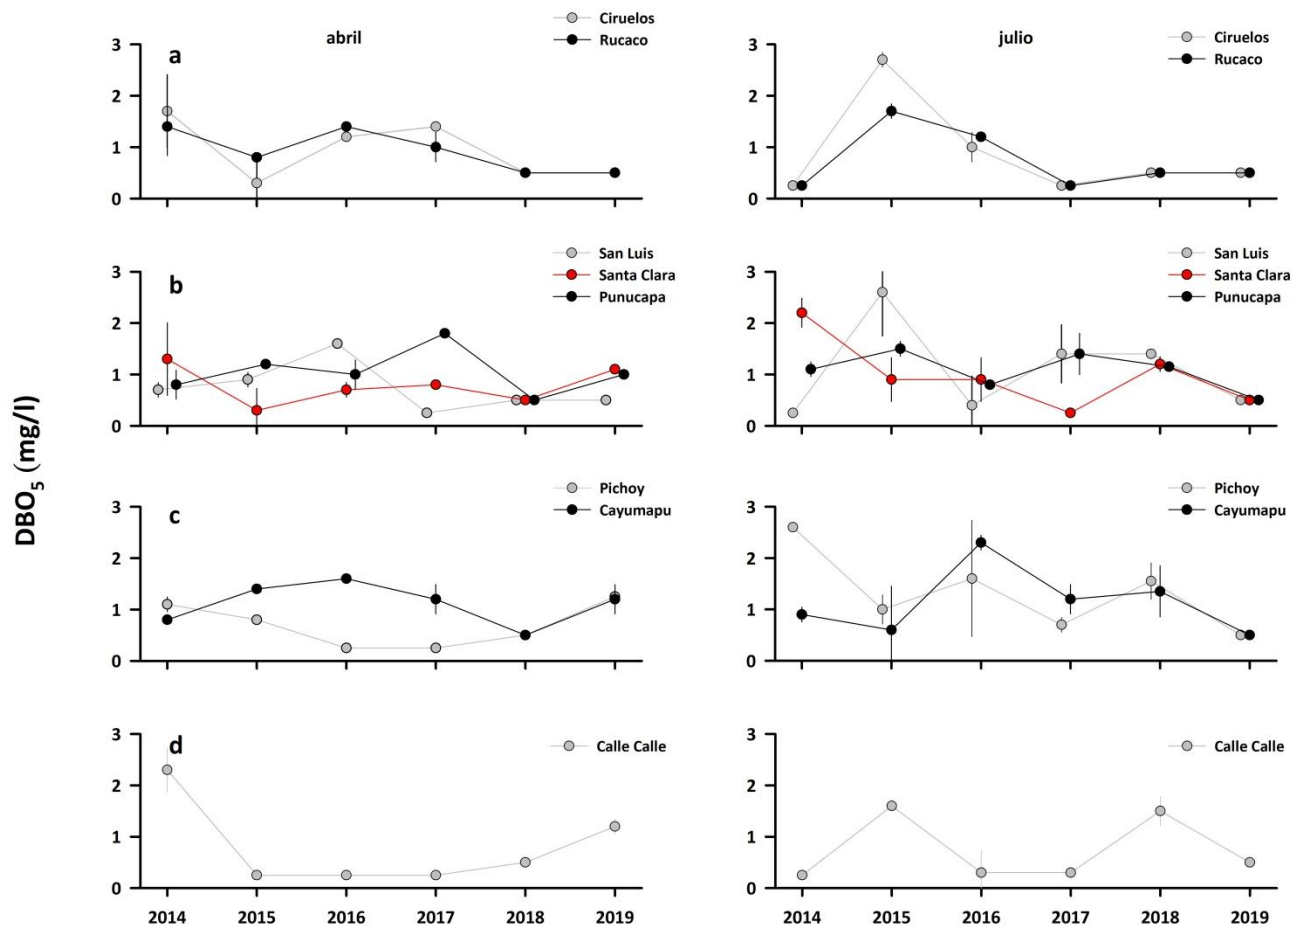 DBO5 (mg/l)
abril
julio
a
Ciruelos
Rucaco
3
2
1
0
Ciruelos
Rucaco
3
2
1
0
b
San Luis
Santa Clara
Punucapa
3
2
1
0
San Luis
Santa Clara
Punucapa
3
2
1
0
c
Pichoy
Cayumapu
3
2
1
0
Pichoy
Cayumapu
3
2
1
0
d
Calle Calle
3
2
1
0
Calle Calle
3
2
1
0
2014 2015 2016 2017 2018 2019
2014 2015 2016 2017 2018 2019